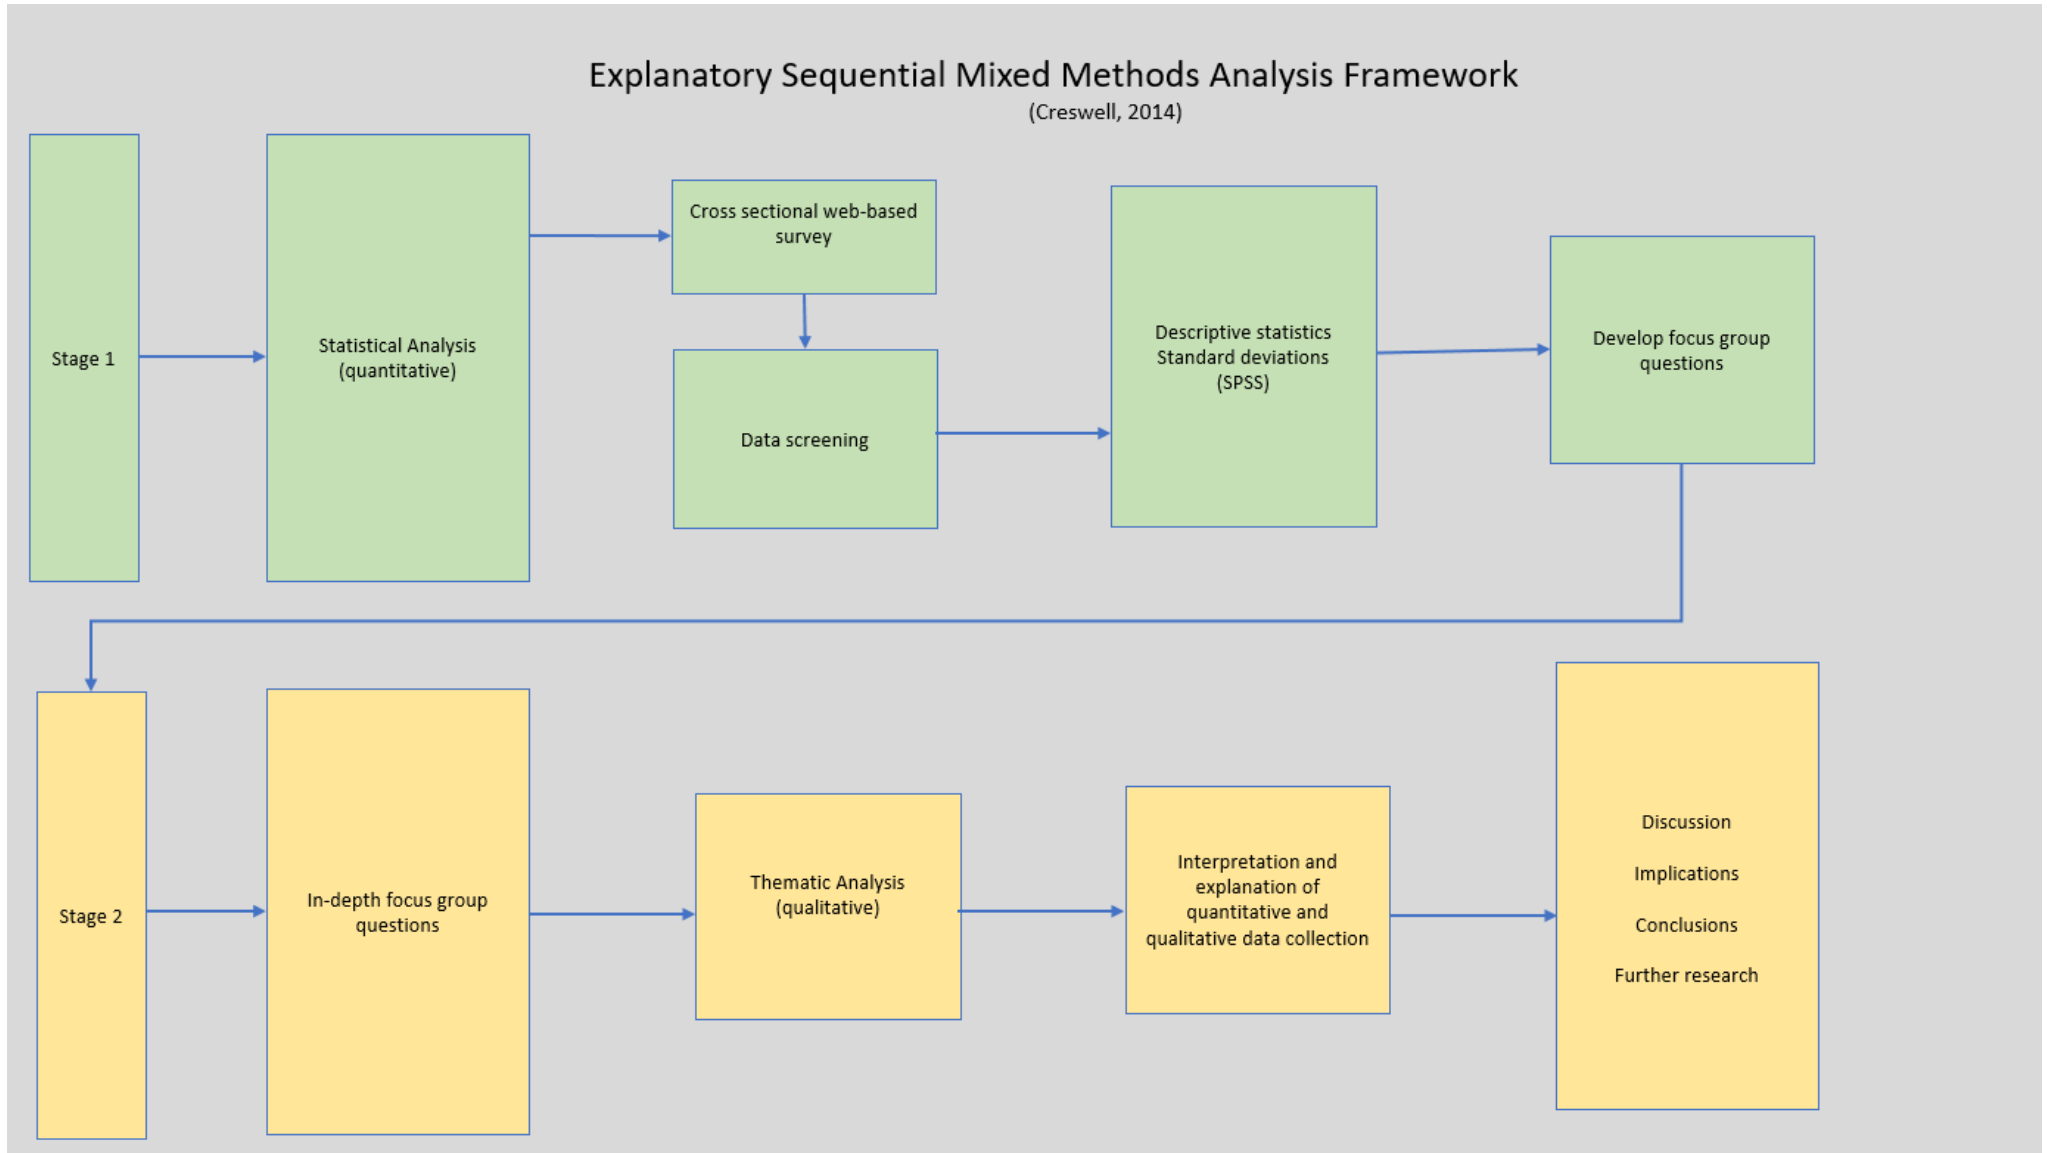 Explanatory Sequential Mixed Methods Analysis Framework
(Creswell, 2014)
Stage 1
Statistical Analysis
(quantitative)
Cross sectional web-based
survey
Data screening
Descriptive statistics
Standard deviations
(SPSS)
Develop focus group
questions
Stage 2
In-depth focus group
questions
Thematic Analysis
(qualitative)
Interpretation and
explanation of
quantitative and
qualitative data collection
Discussion
Implications
Conclusions
Further research